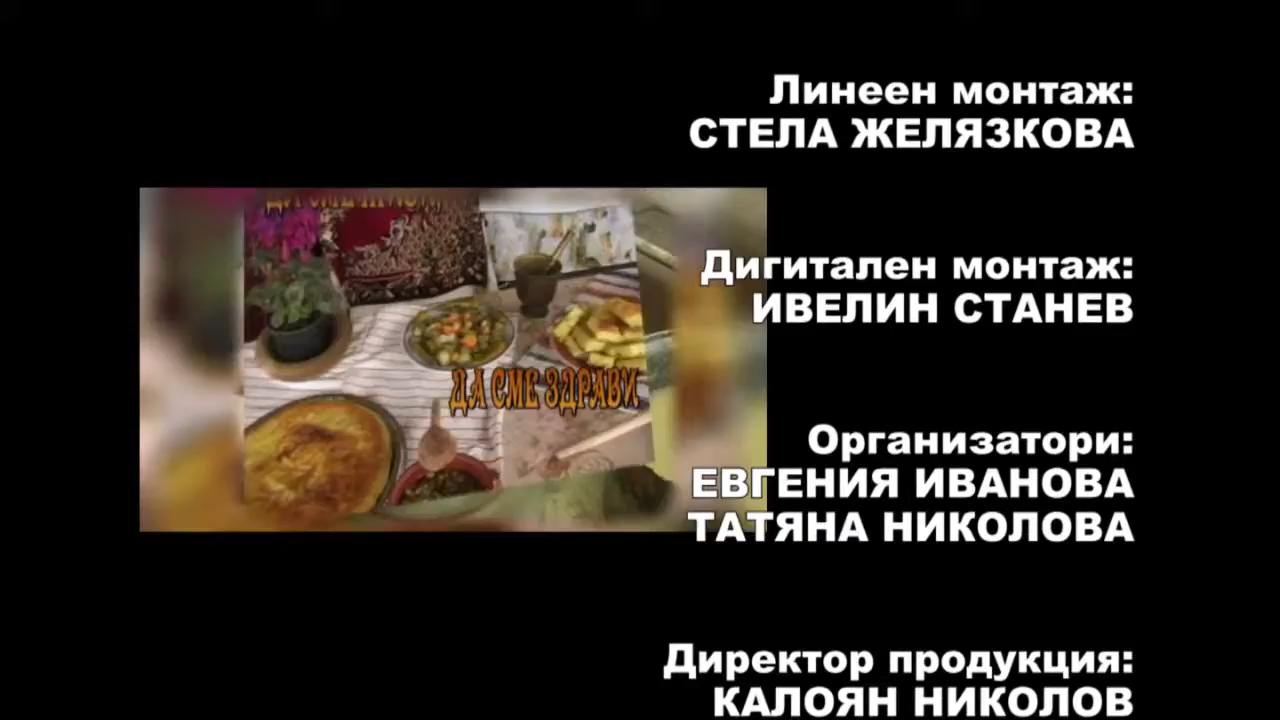 Линеен монтаж:
СТЕЛА ЖЕЛЯЗКОВА
Дигитален монтаж:
ИВЕЛИН СТАНЕВ
ДА СМЕ ЗДРАВИ
Организатори:
ЕВГЕНИЯ ИВАНОВА
ТАТЯНА НИКОЛОВА
Директор продукция:
КАЛОЯН НИКОЛОВ